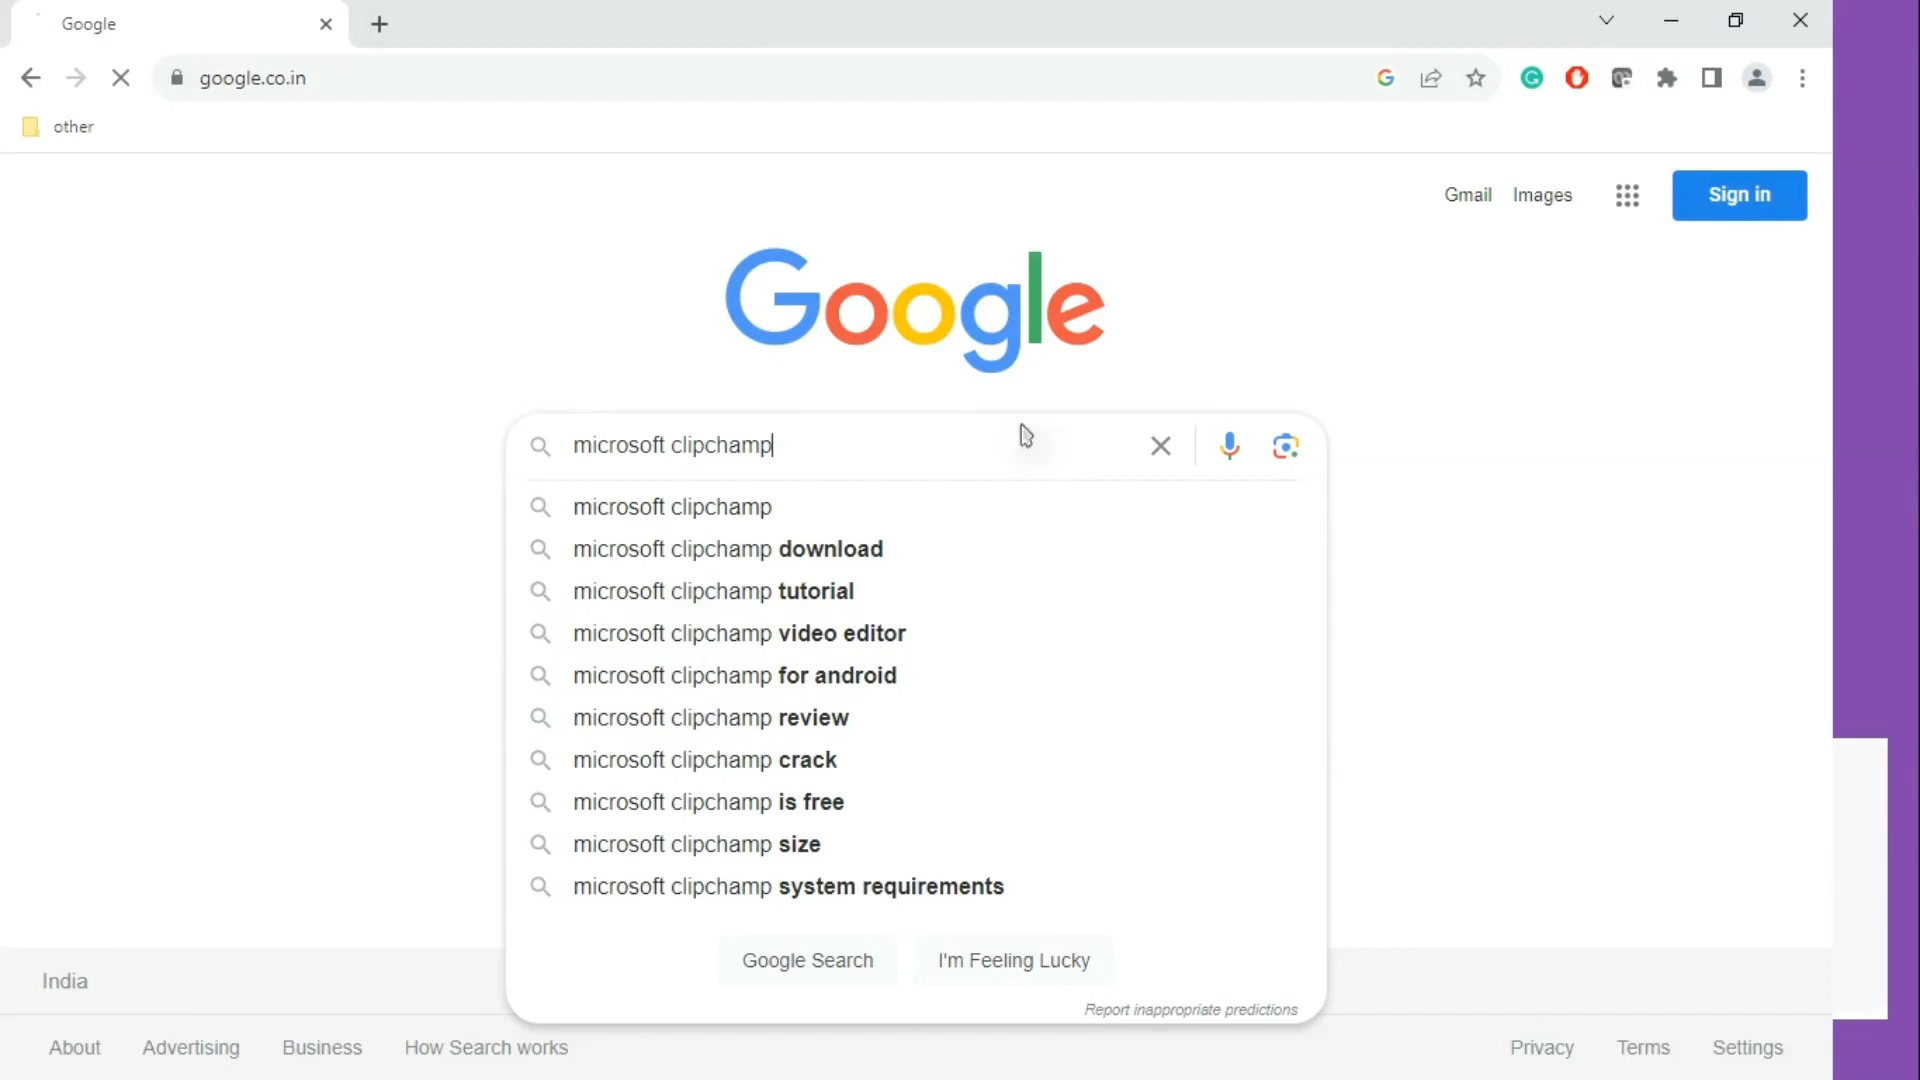 Google
google.co.in
other
Gmail Images Sign in
Google
microsoft clipchamp
microsoft clipchamp
microsoft clipchamp download
microsoft clipchamp tutorial
microsoft clipchamp video editor
microsoft clipchamp for android
microsoft clipchamp review
microsoft clipchamp crack
microsoft clipchamp is free
microsoft clipchamp size
microsoft clipchamp system requirements
Google Search I'm Feeling Lucky
Report inappropriate predictions
India
About Advertising Business How Search works Privacy Terms Settings